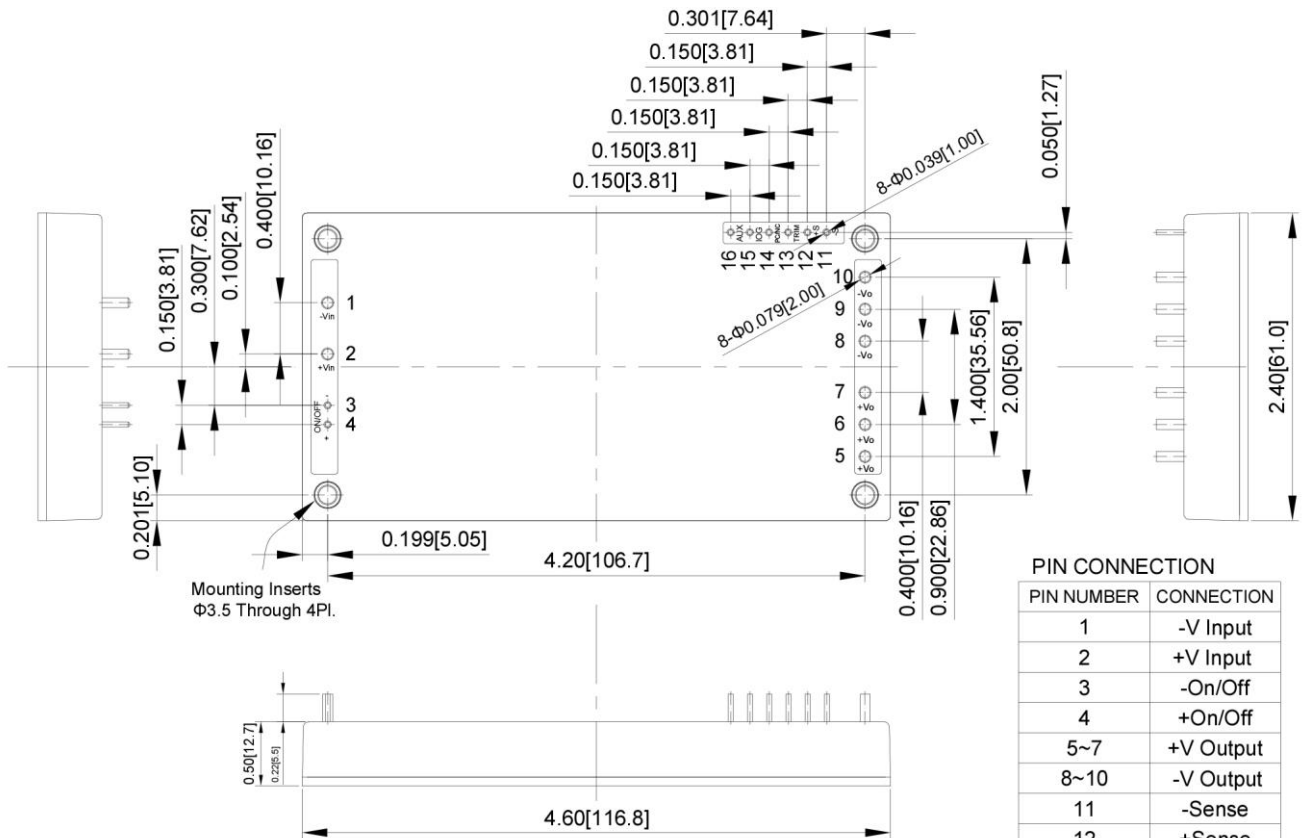 0.301[7.64]
0.150[3.81]
0.150[3.81]
0.150[3.81]
0.150[3.81]
0.150[3.81]
8-Φ0.039[1.00]
0.050[1.27]
0.400[10.16]
0.100[2.54]
0.300[7.62]
0.150[3.81]
0.201[5.10]
AUX
IOG
PC/NC
TRIM
+S
-S
16
15
14
13
12
11
1
-Vin
2
+Vin
-
3
ON/OFF
4
+
10
-Vo
9
-Vo
8
-Vo
7
+Vo
6
+Vo
5
+Vo
8-Φ0.079[2.00]
1.400[35.56]
2.00[50.8]
0.400[10.16]
0.900[22.86]
2.40[61.0]
0.199[5.05]
4.20[106.7]
Mounting Inserts
Φ3.5 Through 4Pl.
0.50[12.7]
0.22[5.5]
4.60[116.8]
PIN CONNECTION
PIN NUMBER CONNECTION
1 -V Input
2 +V Input
3 -On/Off
4 +On/Off
5~7 +V Output
8~10 -V Output
11 -Sense
12 +Sense